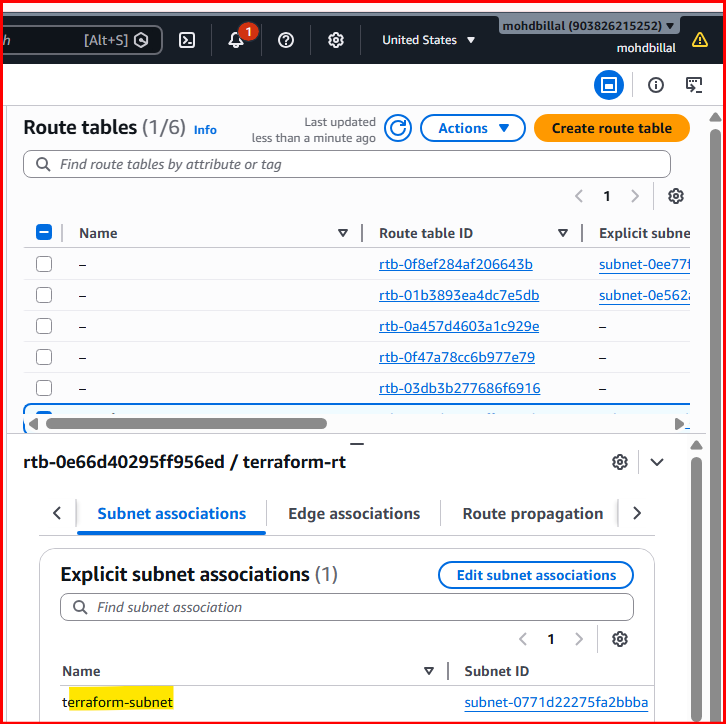 h [Alt+S] 1 United States mohdbillal (903826215252)
mohdbillal
Route tables (1/6) Info
Last updated
less than a minute ago
Actions
Create route table
Find route tables by attribute or tag
1
Name Route table ID Explicit subne
– rtb-0f8ef284af206643b subnet-0ee77f
– rtb-01b3893ea4dc7e5db subnet-0e562a
– rtb-0a457d4603a1c929e –
– rtb-0f47a78cc6b977e79 –
– rtb-03db3b277686f6916 –
rtb-0e66d40295ff956ed / terraform-rt
Subnet associations Edge associations Route propagation
Explicit subnet associations (1) Edit subnet associations
Find subnet association
1
Name Subnet ID
terraform-subnet subnet-0771d22275fa2bbba